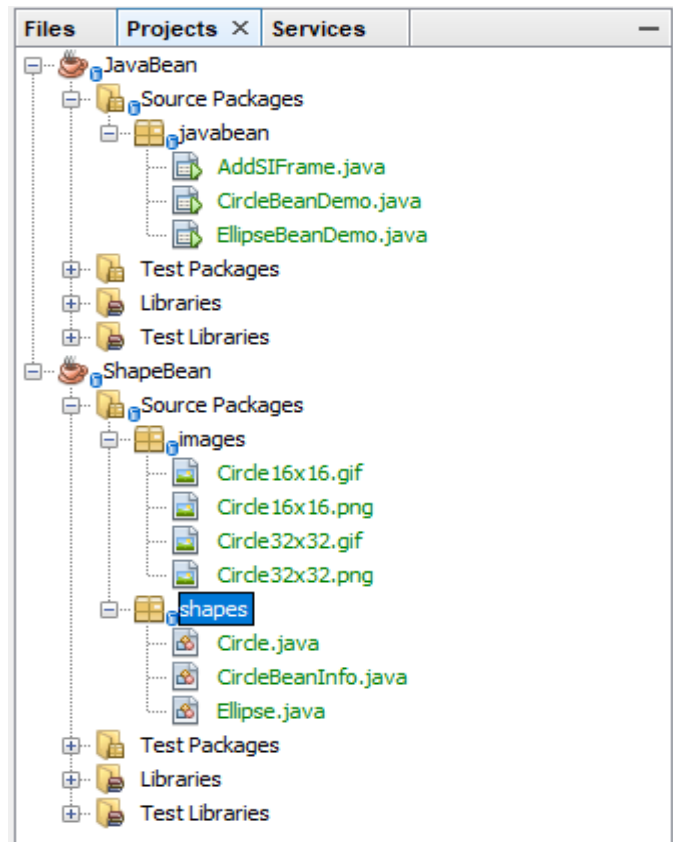 Files Projects × Services
JavaBean
Source Packages
javabean
AddSIFrame.java
CircleBeanDemo.java
EllipseBeanDemo.java
Test Packages
Libraries
Test Libraries
ShapeBean
Source Packages
images
Circle16x16.gif
Circle16x16.png
Circle32x32.gif
Circle32x32.png
shapes
Circle.java
CircleBeanInfo.java
Ellipse.java
Test Packages
Libraries
Test Libraries